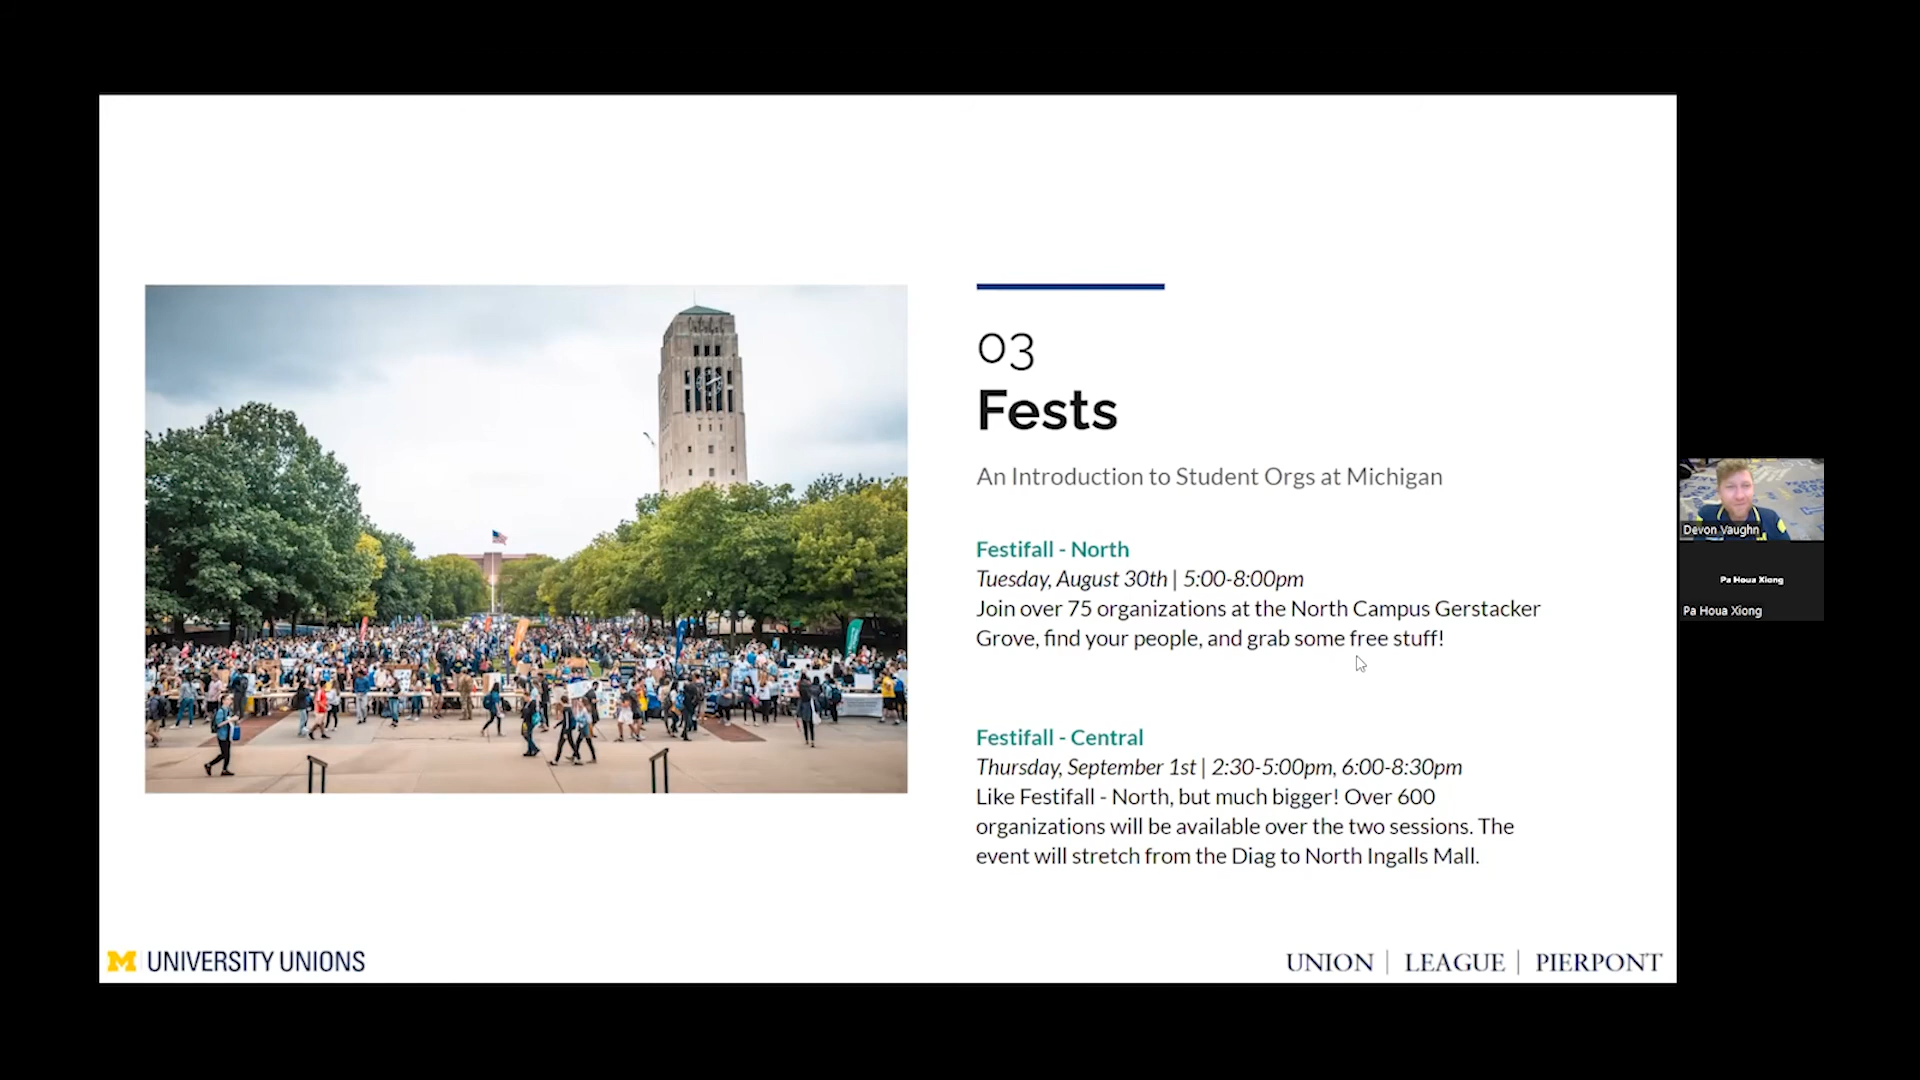 03
Fests
An Introduction to Student Orgs at Michigan
Festifall - North
Tuesday, August 30th | 5:00-8:00pm
Join over 75 organizations at the North Campus Gerstacker
Grove, find your people, and grab some free stuff!
Festifall - Central
Thursday, September 1st | 2:30-5:00pm, 6:00-8:30pm
Like Festifall - North, but much bigger! Over 600
organizations will be available over the two sessions. The
event will stretch from the Diag to North Ingalls Mall.
M UNIVERSITY UNIONS
UNION | LEAGUE | PIERPONT
Devon Vaughn
Pa Houa Xiong
Pa Houa Xiong